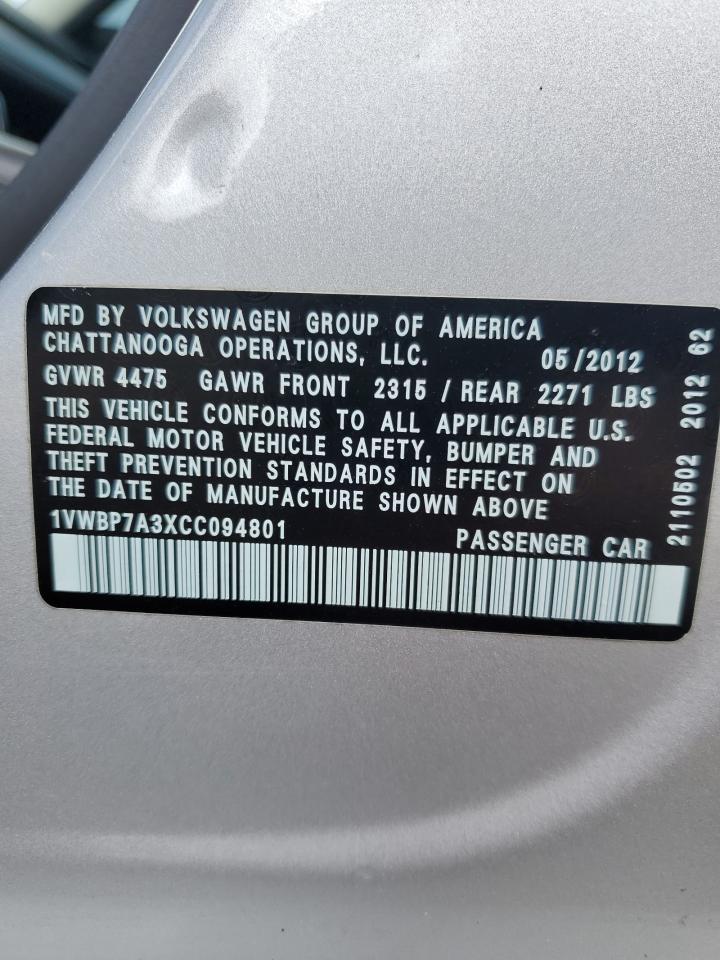 MFD BY VOLKSWAGEN GROUP OF AMERICA
CHATTANOOGA OPERATIONS, LLC. 05/2012
GVWR 4475 GAWR FRONT 2315 / REAR 2271 LBS
THIS VEHICLE CONFORMS TO ALL APPLICABLE U.S.
FEDERAL MOTOR VEHICLE SAFETY, BUMPER AND
THEFT PREVENTION STANDARDS IN EFFECT ON
THE DATE OF MANUFACTURE SHOWN ABOVE
1VWBP7A3XCC094801 PASSENGER CAR
2110502 2012 62